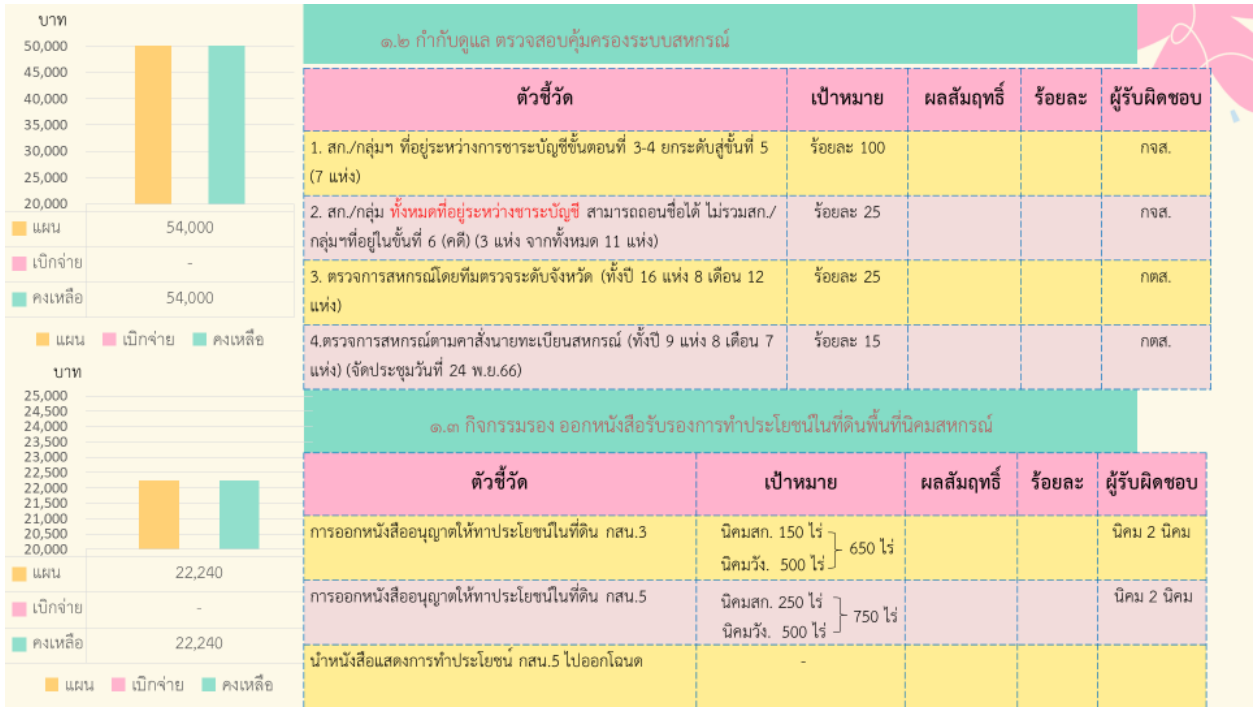 บาท
50,000
45,000
40,000
35,000
30,000
25,000
20,000
แผน 54,000
เบิกจ่าย -
คงเหลือ 54,000
แผน เบิกจ่าย คงเหลือ
๑.๒ กำกับดูแล ตรวจสอบคุ้มครองระบบสหกรณ์
ตัวชี้วัด เป้าหมาย ผลสัมฤทธิ์ ร้อยละ ผู้รับผิดชอบ
1. สก./กลุ่มฯ ที่อยู่ระหว่างการชาระบัญชีขั้นตอนที่ 3-4 ยกระดับสู่ขั้นที่ 5 ร้อยละ 100 กจส.
(7 แห่ง)
2. สก./กลุ่ม ทั้งหมดที่อยู่ระหว่างชาระบัญชี สามารถถอนชื่อได้ ไม่รวมสก./ ร้อยละ 25 กจส.
กลุ่มฯที่อยู่ในขั้นที่ 6 (คดี) (3 แห่ง จากทั้งหมด 11 แห่ง)
3. ตรวจการสหกรณ์โดยทีมตรวจระดับจังหวัด (ทั้งปี 16 แห่ง 8 เดือน 12 ร้อยละ 25 กตส.
แห่ง)
4.ตรวจการสหกรณ์ตามคาสั่งนายทะเบียนสหกรณ์ (ทั้งปี 9 แห่ง 8 เดือน 7 ร้อยละ 15 กตส.
แห่ง) (จัดประชุมวันที่ 24 พ.ย.66)
บาท
25,000
24,500
24,000
23,500
23,000
22,500
22,000
21,500
21,000
20,500
20,000
แผน 22,240
เบิกจ่าย -
คงเหลือ 22,240
แผน เบิกจ่าย คงเหลือ
๑.๓ กิจกรรมรอง ออกหนังสือรับรองการทำประโยชน์ในที่ดินพื้นที่นิคมสหกรณ์
ตัวชี้วัด เป้าหมาย ผลสัมฤทธิ์ ร้อยละ ผู้รับผิดชอบ
การออกหนังสืออนุญาตให้ทาประโยชน์ในที่ดิน กสน.3 นิคมสก. 150 ไร่ 650 ไร่ นิคม 2 นิคม
นิคมวัง. 500 ไร่
การออกหนังสืออนุญาตให้ทาประโยชน์ในที่ดิน กสน.5 นิคมสก. 250 ไร่ 750 ไร่ นิคม 2 นิคม
นิคมวัง. 500 ไร่
นำหนังสือแสดงการทำประโยชน์ กสน.5 ไปออกโฉนด -